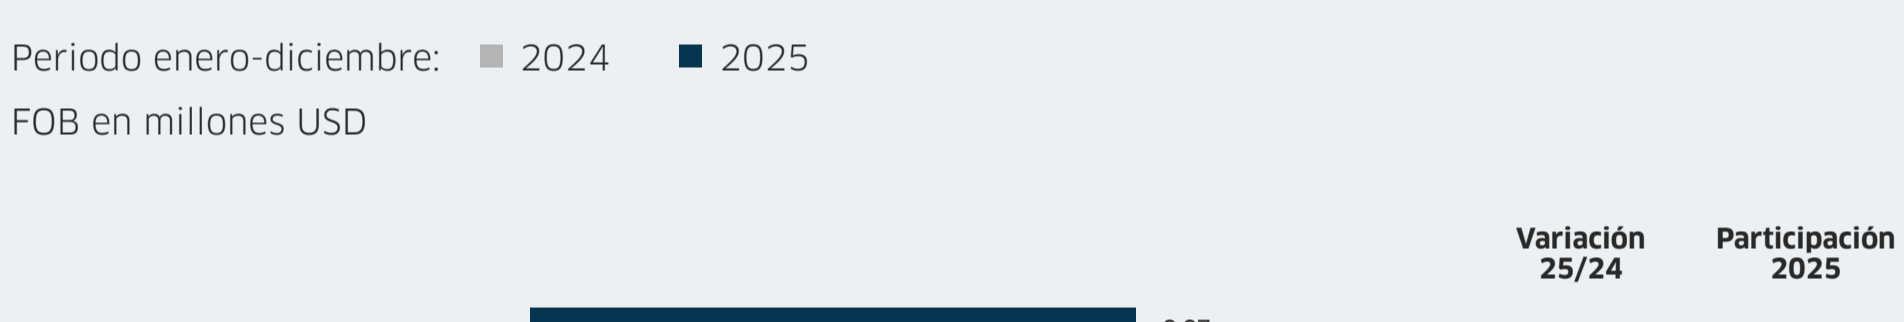 Periodo enero-diciembre: 2024 2025
FOB en millones USD
Variación 25/24
Participación 2025